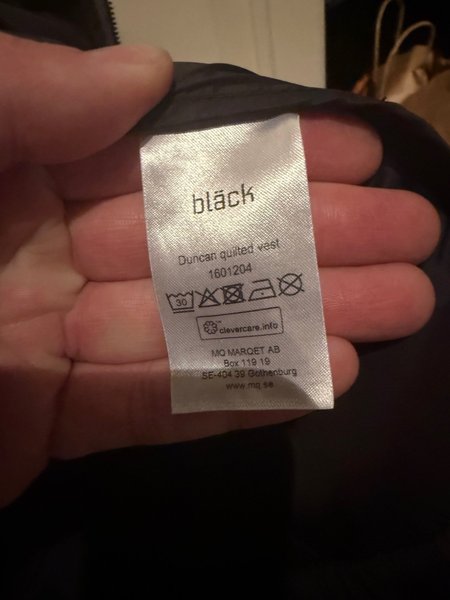 bläck
Duncan quilted vest
1601204
30
clevercare.info
MQ MARQET AB
Box 119 19
SE-404 39 Gothenburg
www.mq.se